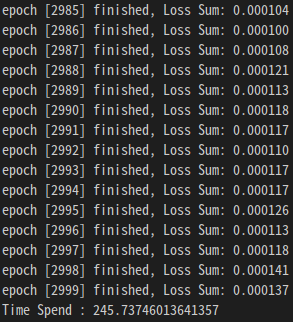 epoch [2985] finished, Loss Sum: 0.000104
epoch [2986] finished, Loss Sum: 0.000100
epoch [2987] finished, Loss Sum: 0.000108
epoch [2988] finished, Loss Sum: 0.000121
epoch [2989] finished, Loss Sum: 0.000113
epoch [2990] finished, Loss Sum: 0.000118
epoch [2991] finished, Loss Sum: 0.000117
epoch [2992] finished, Loss Sum: 0.000110
epoch [2993] finished, Loss Sum: 0.000117
epoch [2994] finished, Loss Sum: 0.000117
epoch [2995] finished, Loss Sum: 0.000126
epoch [2996] finished, Loss Sum: 0.000113
epoch [2997] finished, Loss Sum: 0.000118
epoch [2998] finished, Loss Sum: 0.000141
epoch [2999] finished, Loss Sum: 0.000137
Time Spend : 245.73746013641357